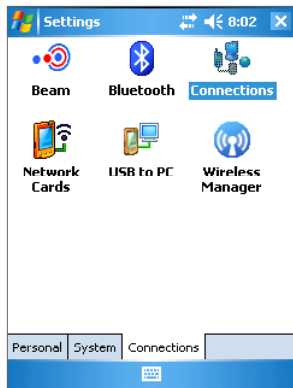 Settings 8:02
Beam Bluetooth Connections
Network Cards USB to PC Wireless Manager
Personal System Connections